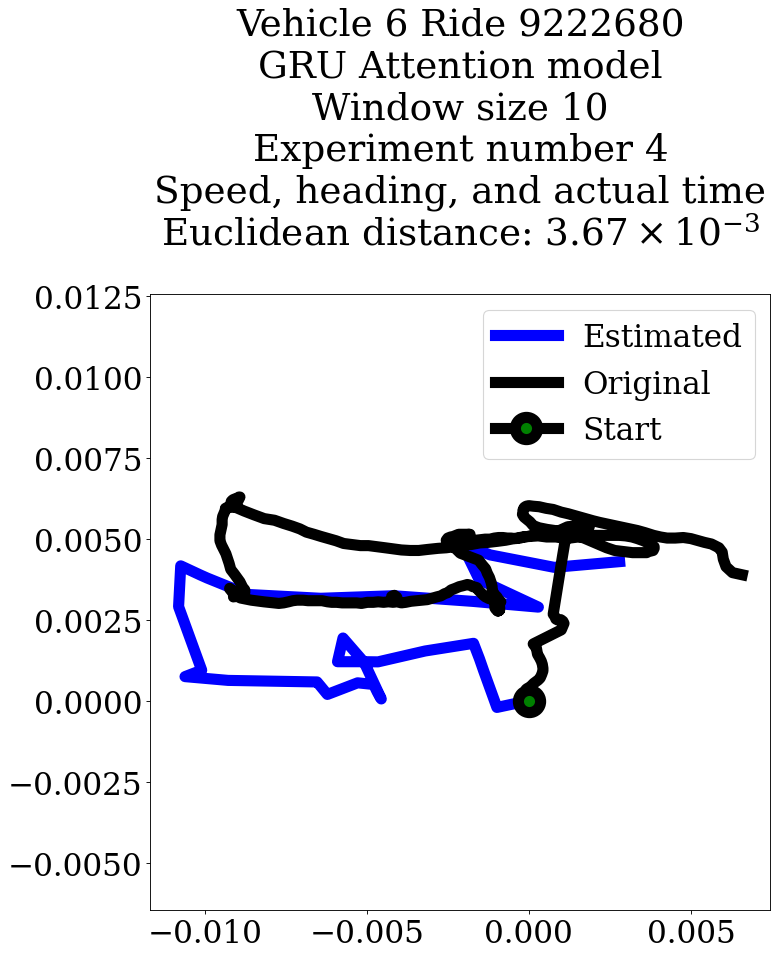 Vehicle 6 Ride 9222680
GRU Attention model
Window size 10
Experiment number 4
Speed, heading, and actual time
Euclidean distance: 3.67 × 10⁻³
0.0125
0.0100
0.0075
0.0050
0.0025
0.0000
−0.0025
−0.0050
Estimated
Original
Start
−0.010
−0.005
0.000
0.005